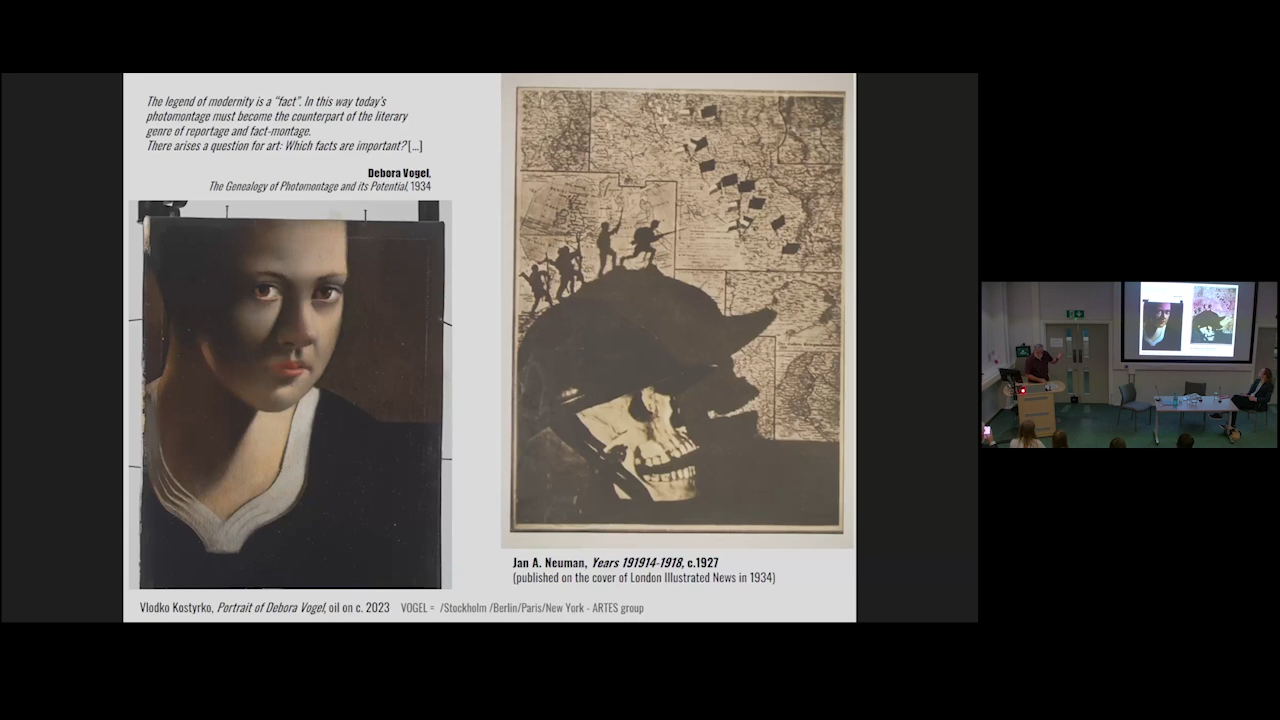 The legend of modernity is a "fact". In this way today's
photomontage must become the counterpart of the literary
genre of reportage and fact-montage.
There arises a question for art: Which facts are important? [...]
Debora Vogel,
The Genealogy of Photomontage and its Potential, 1934
Jan A. Neuman, Years 191914-1918, c.1927
(published on the cover of London Illustrated News in 1934)
Vlodko Kostyrko, Portrait of Debora Vogel, oil on c. 2023 VOGEL = /Stockholm /Berlin/Paris/New York - ARTES group